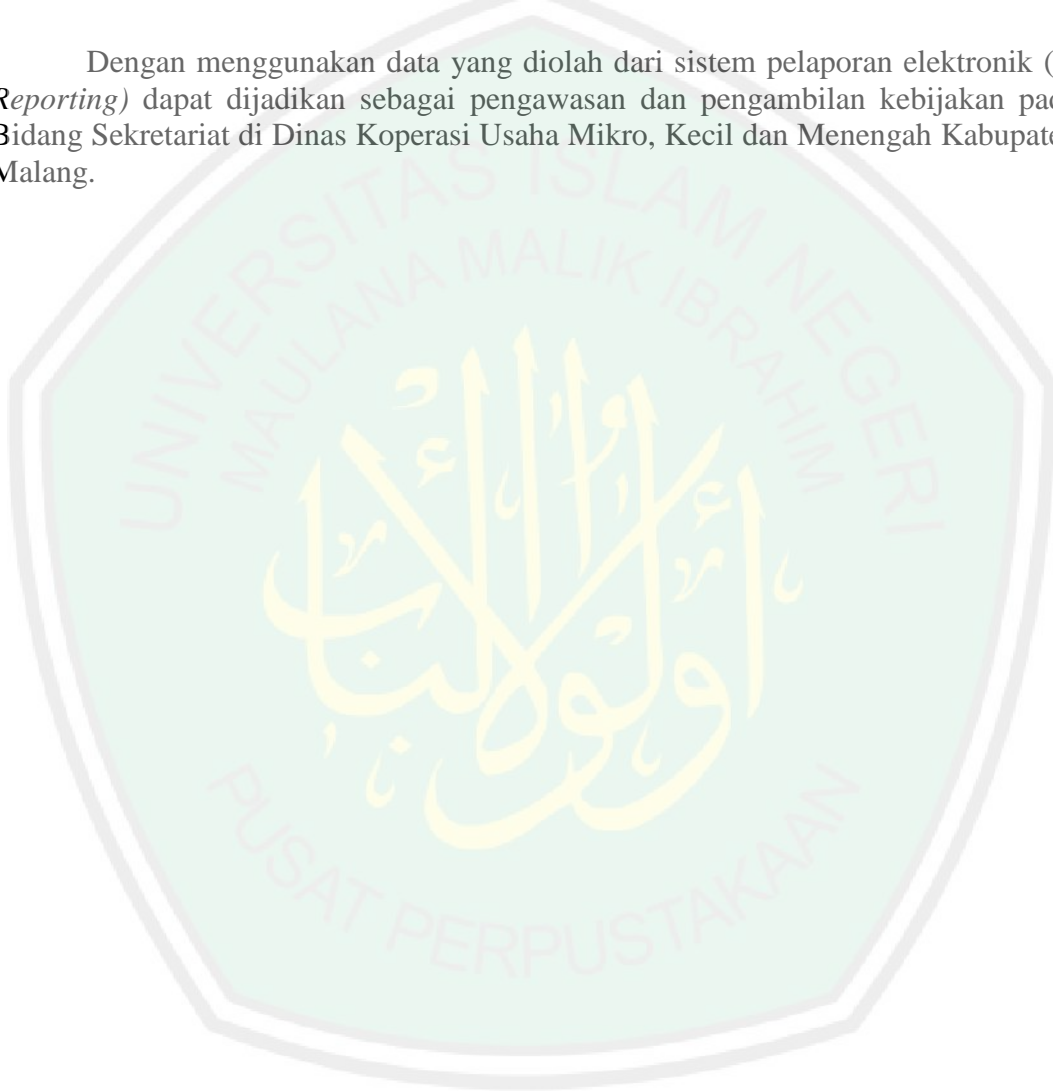 Dengan menggunakan data yang diolah dari sistem pelaporan elektronik (
Reporting) dapat dijadikan sebagai pengawasan dan pengambilan kebijakan pad
Bidang Sekretariat di Dinas Koperasi Usaha Mikro, Kecil dan Menengah Kabupate
Malang.
UNIVERSITAS ISLAM NEGERI
MAULANA MALIK IBRAHIM
أولوا الألباب
PUSAT PERPUSTAKAAN